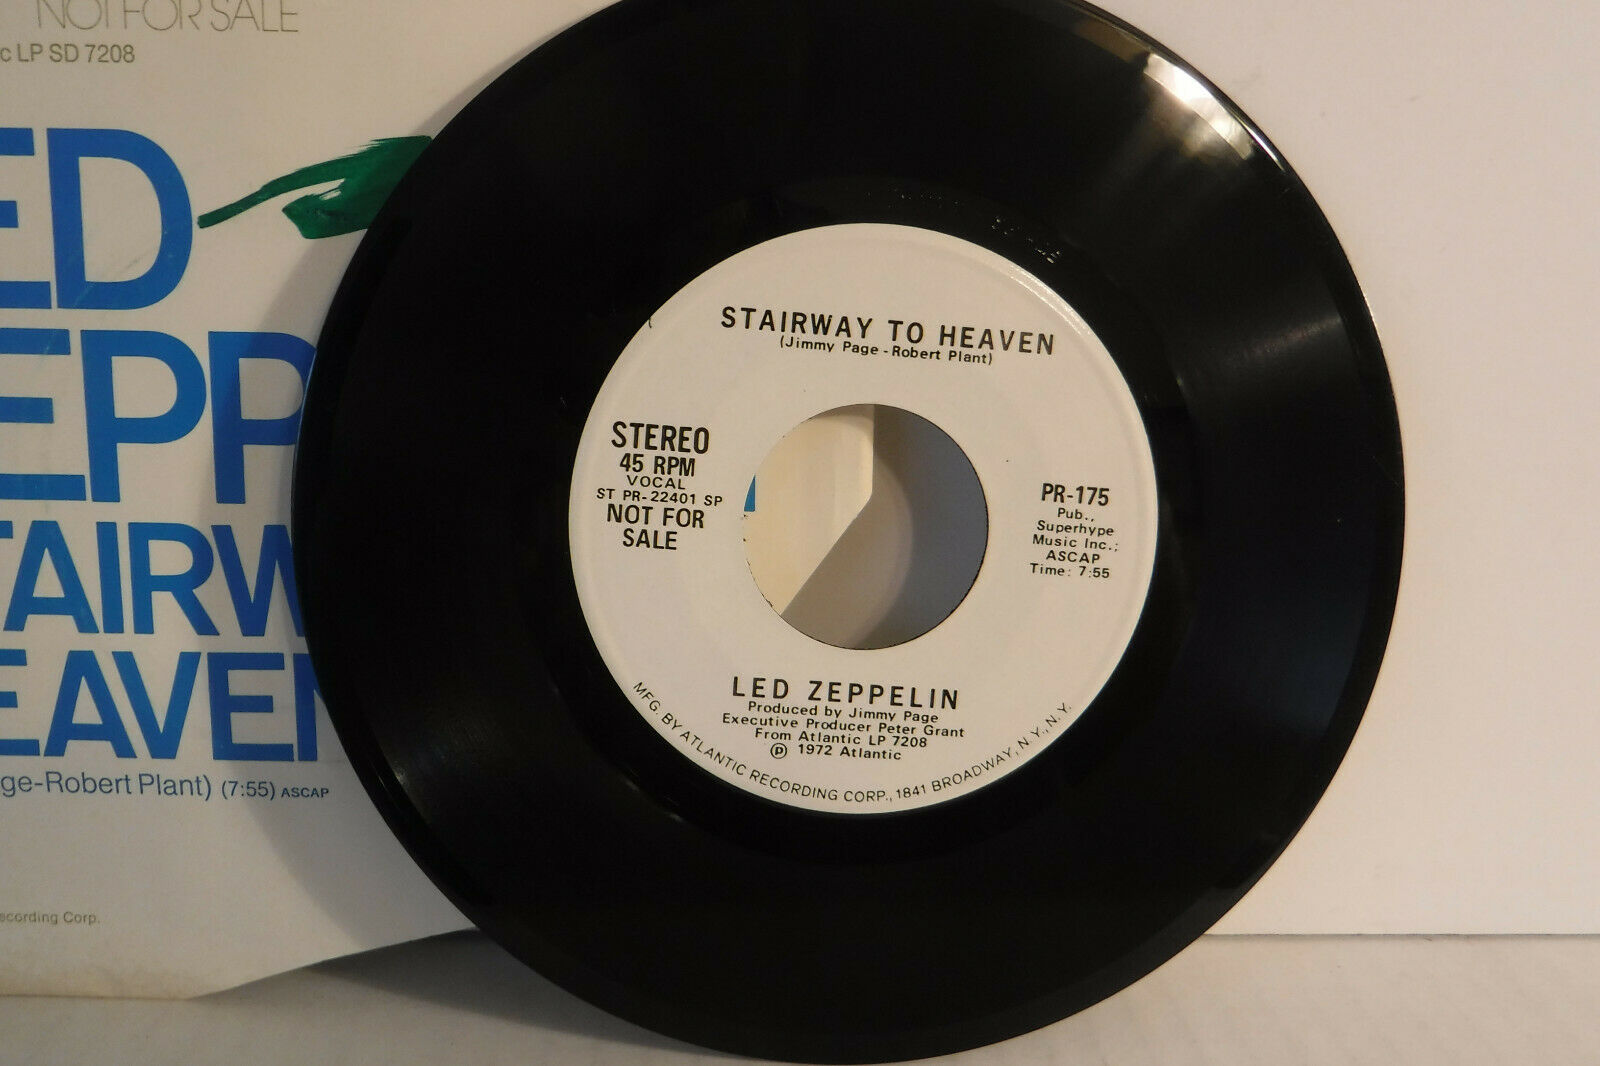 NOT FOR SALE
c LP SD 7208
ED
EPP
TAIRW
EAVEN
ge-Robert Plant) (7:55) ASCAP
ecording Corp.
STAIRWAY TO HEAVEN
(Jimmy Page - Robert Plant)
STEREO
45 RPM
VOCAL
ST PR-22401 SP
NOT FOR
SALE
PR-175
Pub.,
Superhype
Music Inc.;
ASCAP
Time: 7:55
LED ZEPPELIN
Produced by Jimmy Page
Executive Producer Peter Grant
From Atlantic LP 7208
℗ 1972 Atlantic
MFG. BY ATLANTIC RECORDING CORP., 1841 BROADWAY, N.Y., N.Y.